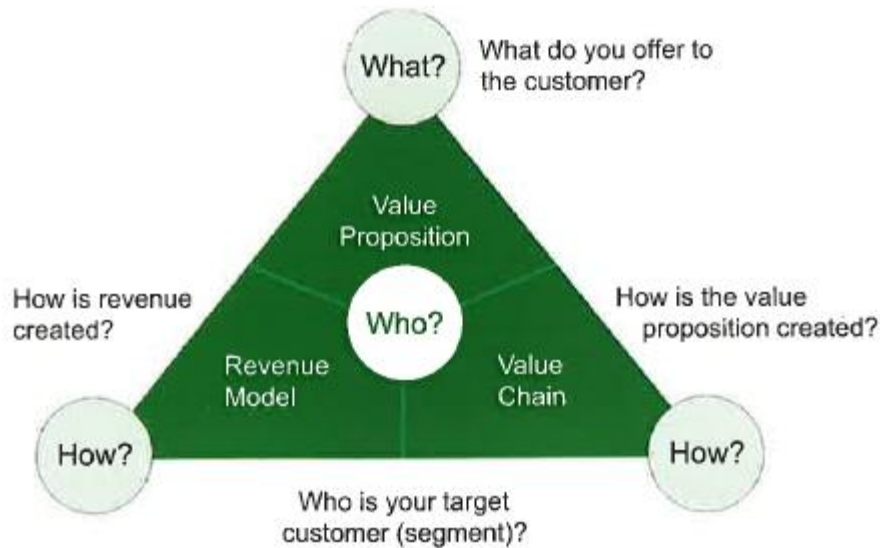 What?
What do you offer to
the customer?
Value
Proposition
How is revenue
created?
Who?
How is the value
proposition created?
Revenue
Model
Value
Chain
How?
How?
Who is your target
customer (segment)?